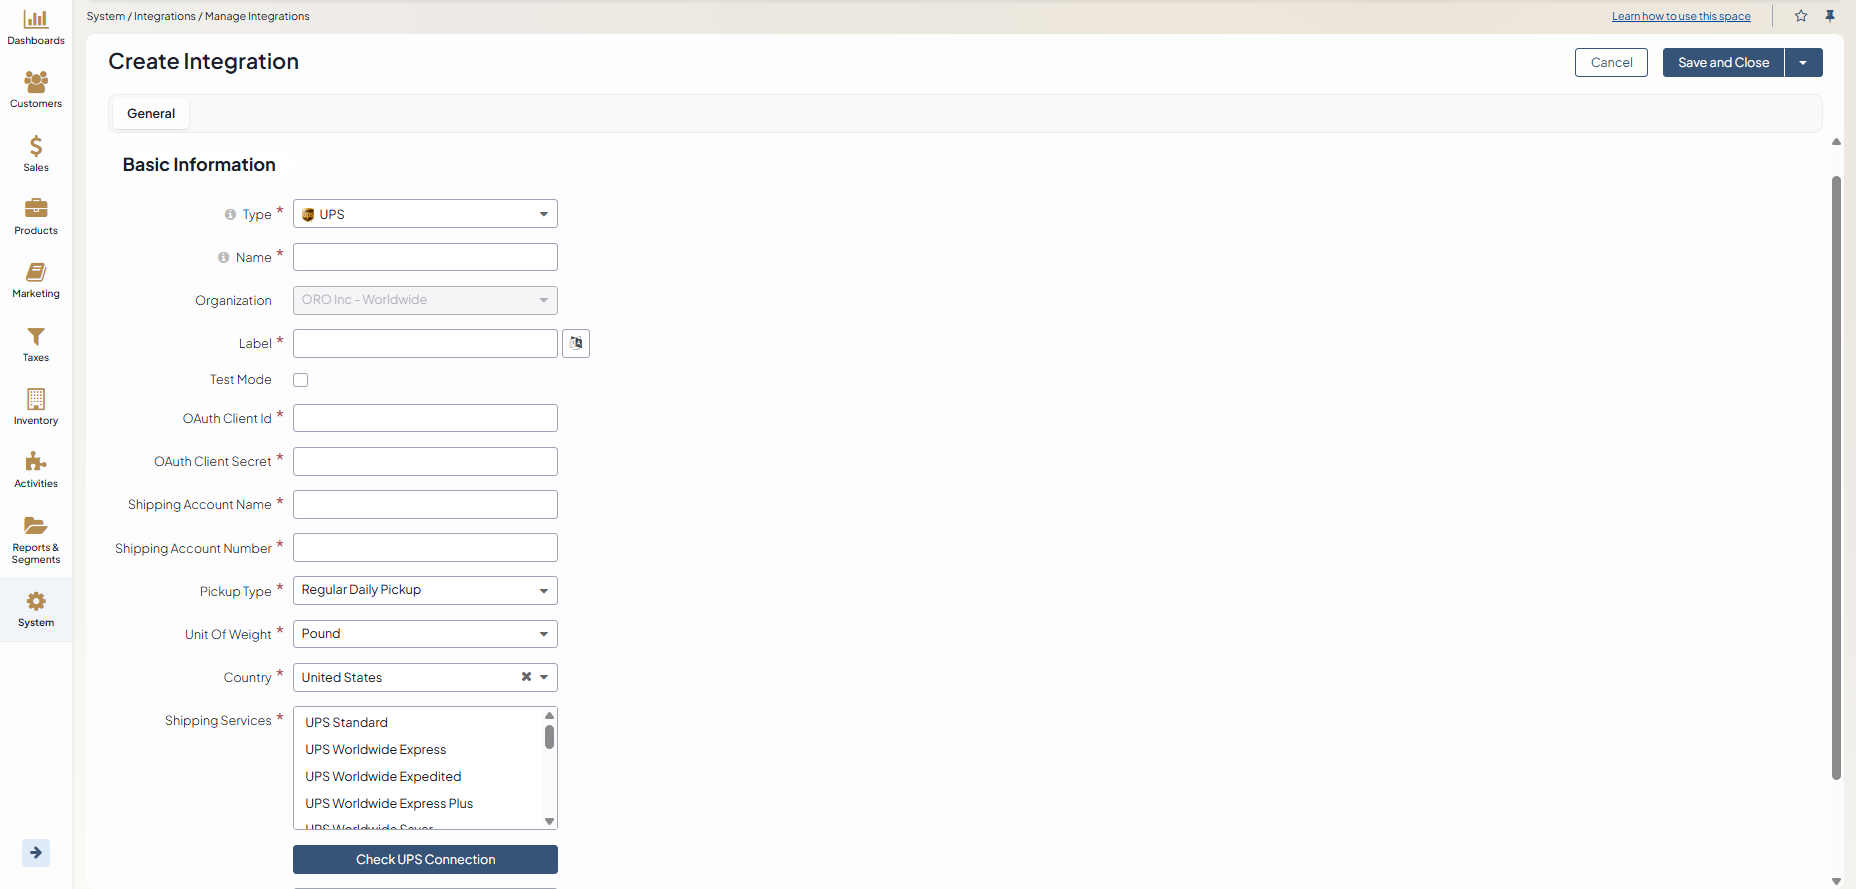 System / Integrations / Manage Integrations
Learn how to use this space
Dashboards
Customers
Sales
Products
Marketing
Taxes
Inventory
Activities
Reports &
Segments
System
Create Integration
Cancel
Save and Close
General
Basic Information
Type *
UPS
Name *
Organization
ORO Inc - Worldwide
Label *
Test Mode
OAuth Client Id *
OAuth Client Secret *
Shipping Account Name *
Shipping Account Number *
Pickup Type *
Regular Daily Pickup
Unit Of Weight *
Pound
Country *
United States
Shipping Services *
UPS Standard
UPS Worldwide Express
UPS Worldwide Expedited
UPS Worldwide Express Plus
UPS Worldwide Saver
Check UPS Connection